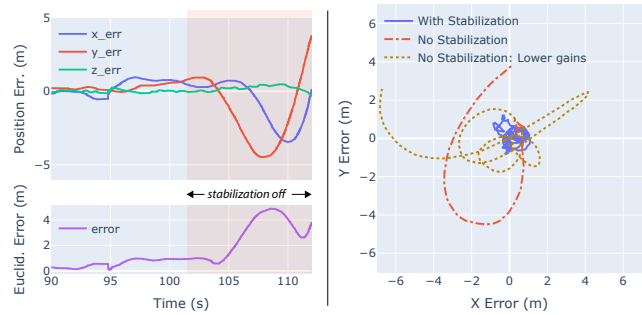 5
0
−5
Position Err. (m)
x_err
y_err
z_err
stabilization off
4
2
0
Euclid. Error (m)
error
90
95
100
105
110
Time (s)
6
4
2
0
−2
−4
−6
Y Error (m)
With Stabilization
No Stabilization
No Stabilization: Lower gains
−6
−4
−2
0
2
4
6
X Error (m)